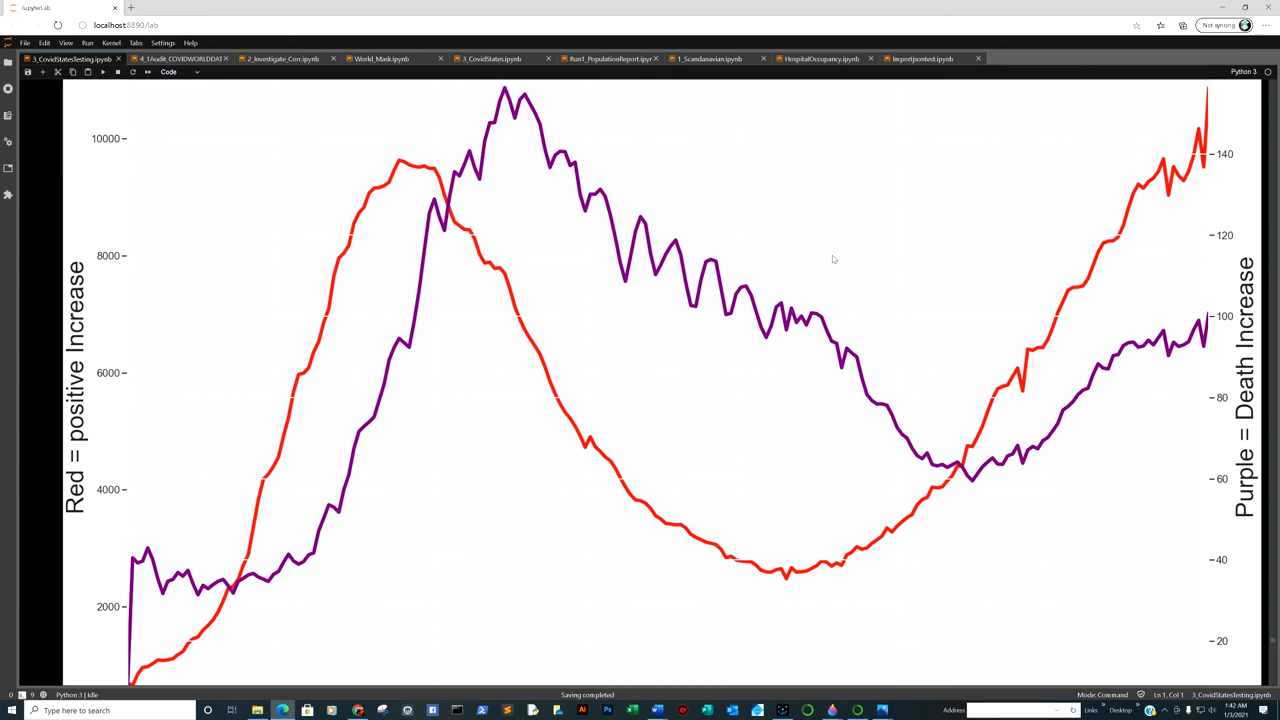 JupyterLab
localhost:8890/lab
Not syncing
File Edit View Run Kernel Tabs Settings Help
3_CovidStatesTesting.ipynb
4_1Audit_COVIDWORLDDAT
2_Investigate_Corr.ipynb
World_Mask.ipynb
3_CovidStates.ipynb
Run1_PopulationReport.ipyr
1_Scandanavian.ipynb
HospitalOccupancy.ipynb
Importjsontest.ipynb
Code
Python 3
10000
8000
6000
4000
2000
Red = positive Increase
140
120
100
80
60
40
20
Purple = Death Increase
0 9 Python 3 | Idle
Saving completed
Mode: Command
Ln 1, Col 1
3_CovidStatesTesting.ipynb
Type here to search
Address
Links
Desktop
1:42 AM
1/3/2021